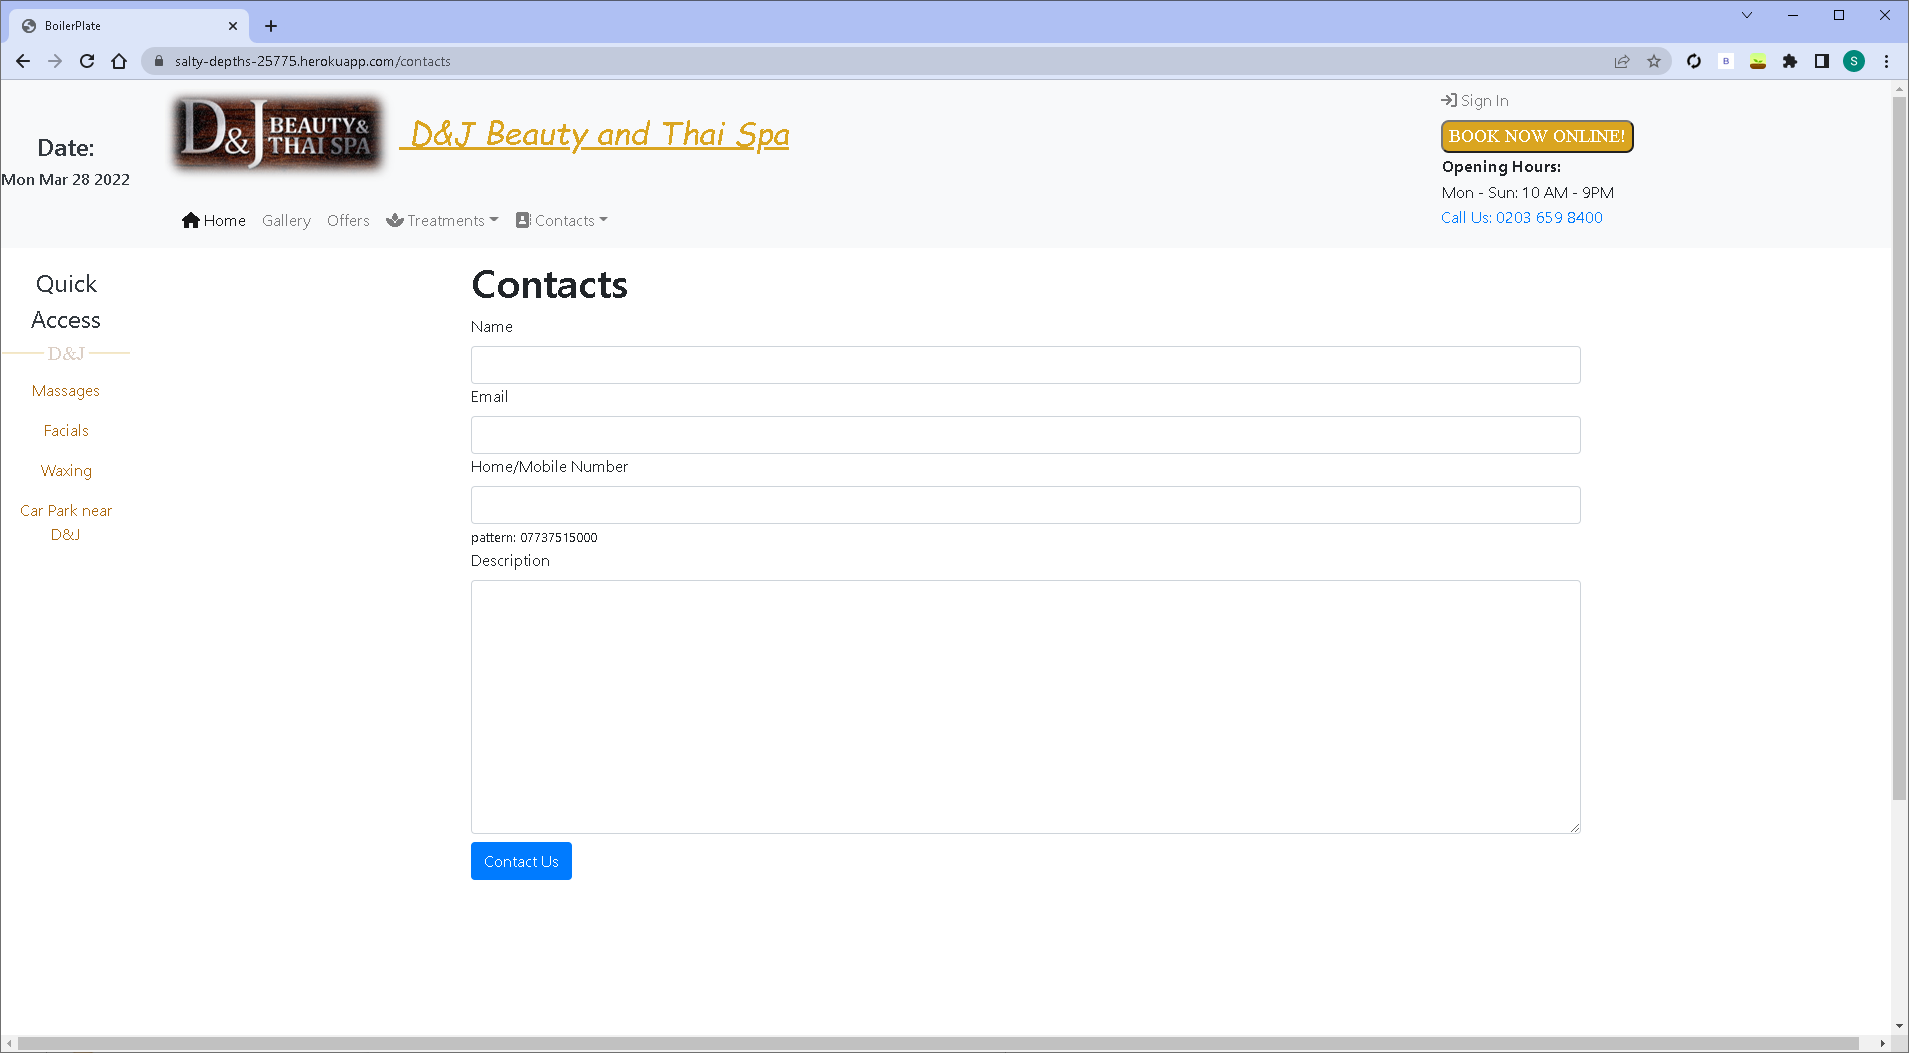 BoilerPlate
salty-depths-25775.herokuapp.com/contacts
B
S
Date:
Mon Mar 28 2022
D&J BEAUTY & THAI SPA
D&J Beauty and Thai Spa
Sign In
BOOK NOW ONLINE!
Opening Hours:
Mon - Sun: 10 AM - 9PM
Call Us: 0203 659 8400
Home Gallery Offers Treatments Contacts
Quick
Access
D&J
Massages
Facials
Waxing
Car Park near
D&J
Contacts
Name
Email
Home/Mobile Number
pattern: 07737515000
Description
Contact Us